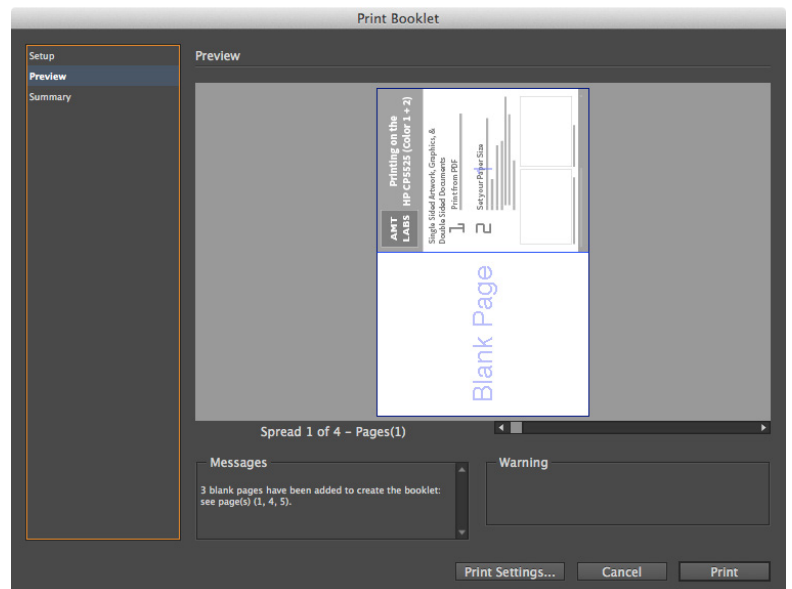 Print Booklet
Setup
Preview
Summary
Preview
Printing on the
HP CP5525 (Color 1 + 2)
AMT
LABS
Single Sided Artwork, Graphics, &
Double Sided Documents
1
Print from PDF
2
Set your Paper Size
Blank Page
Spread 1 of 4 – Pages(1)
Messages
3 blank pages have been added to create the booklet:
see page(s) (1, 4, 5).
Warning
Print Settings...
Cancel
Print